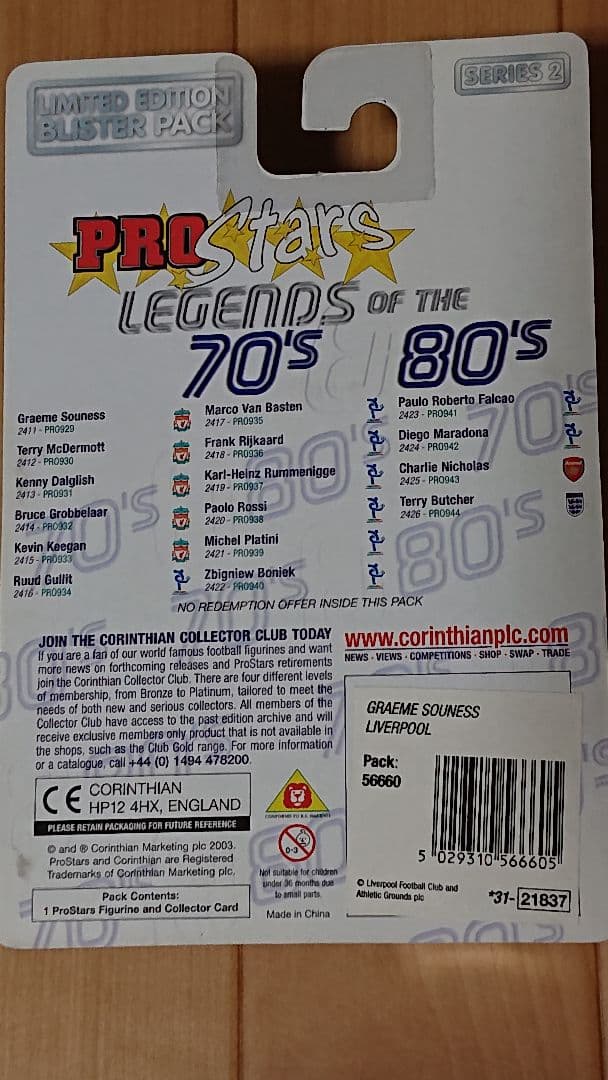 LIMITED EDITION
BLISTER PACK
SERIES 2
PROStars
LEGENDS OF THE
70'S 80'S
Graeme Souness
2411 - PRO929
Terry McDermott
2412 - PRO930
Kenny Dalglish
2413 - PRO931
Bruce Grobbelaar
2414 - PRO932
Kevin Keegan
2415 - PRO933
Ruud Gullit
2416 - PRO934
Marco Van Basten
2417 - PRO935
Frank Rijkaard
2418 - PRO936
Karl-Heinz Rummenigge
2419 - PRO937
Paolo Rossi
2420 - PRO938
Michel Platini
2421 - PRO939
Zbigniew Boniek
2422 - PRO940
Paulo Roberto Falcao
2423 - PRO941
Diego Maradona
2424 - PRO942
Charlie Nicholas
2425 - PRO943
Terry Butcher
2426 - PRO944
NO REDEMPTION OFFER INSIDE THIS PACK
JOIN THE CORINTHIAN COLLECTOR CLUB TODAY
If you are a fan of our world famous football figurines and want
more news on forthcoming releases and ProStars retirements
join the Corinthian Collector Club. There are four different levels
of membership, from Bronze to Platinum, tailored to meet the
needs of both new and serious collectors. All members of the
Collector Club have access to the past edition archive and will
receive exclusive members only product that is not available in
the shops, such as the Club Gold range. For more information
or a catalogue, call +44 (0) 1494 478200.
www.corinthianplc.com
NEWS - VIEWS - COMPETITIONS - SHOP - SWAP - TRADE
GRAEME SOUNESS
LIVERPOOL
Pack:
56660
5 029310 566605
© Liverpool Football Club and
Athletic Grounds plc
*31- 21837
CE CORINTHIAN
HP12 4HX, ENGLAND
PLEASE RETAIN PACKAGING FOR FUTURE REFERENCE
© and ® Corinthian Marketing plc 2003.
ProStars and Corinthian are Registered
Trademarks of Corinthian Marketing plc.
Pack Contents:
1 ProStars Figurine and Collector Card
0-3
Not suitable for children
under 36 months due
to small parts.
Made in China